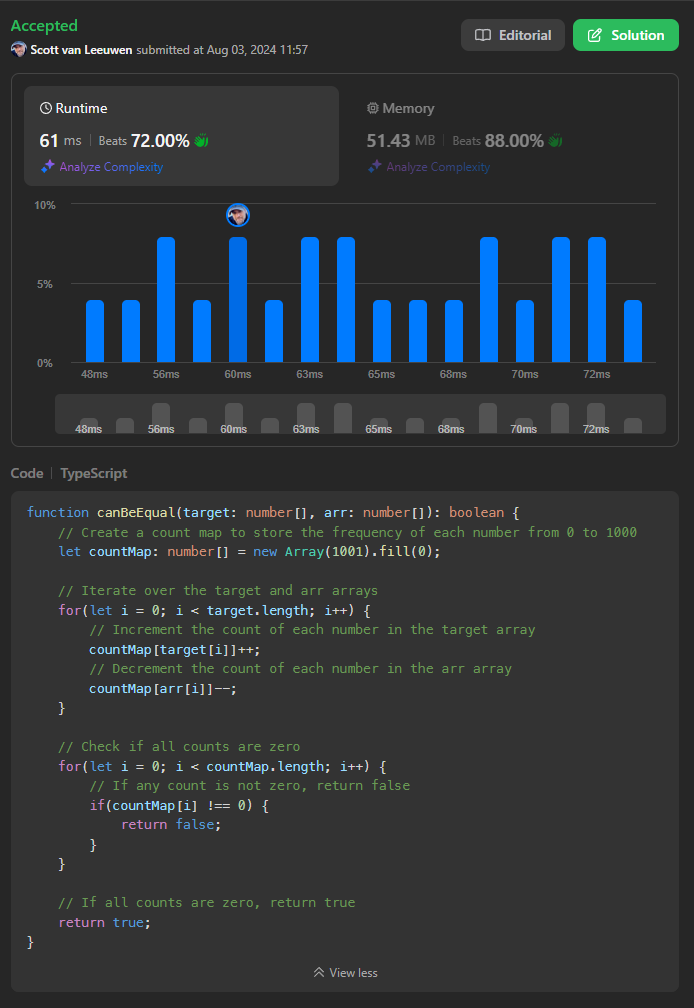 Accepted
Scott van Leeuwen submitted at Aug 03, 2024 11:57
Editorial
Solution
Runtime
61 ms | Beats 72.00%
Analyze Complexity
Memory
51.43 MB | Beats 88.00%
Analyze Complexity
10%
5%
0%
48ms 56ms 60ms 63ms 65ms 68ms 70ms 72ms
48ms 56ms 60ms 63ms 65ms 68ms 70ms 72ms
Code | TypeScript
function canBeEqual(target: number[], arr: number[]): boolean {
    // Create a count map to store the frequency of each number from 0 to 1000
    let countMap: number[] = new Array(1001).fill(0);
    // Iterate over the target and arr arrays
    for(let i = 0; i < target.length; i++) {
        // Increment the count of each number in the target array
        countMap[target[i]]++;
        // Decrement the count of each number in the arr array
        countMap[arr[i]]--;
    }
    // Check if all counts are zero
    for(let i = 0; i < countMap.length; i++) {
        // If any count is not zero, return false
        if(countMap[i] !== 0) {
            return false;
        }
    }
    // If all counts are zero, return true
    return true;
}
View less